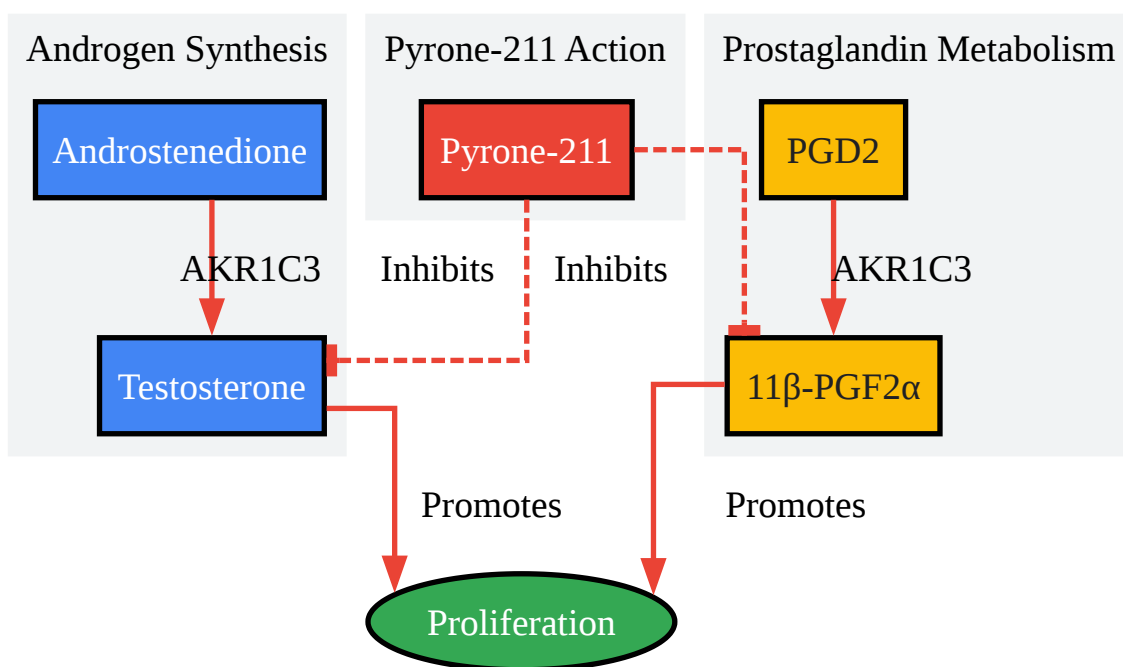 Androgen Synthesis
Pyrone-211 Action
Prostaglandin Metabolism
Androstenedione
Pyrone-211
PGD2
AKR1C3
Inhibits
Inhibits
AKR1C3
Testosterone
11β-PGF2α
Promotes
Promotes
Proliferation